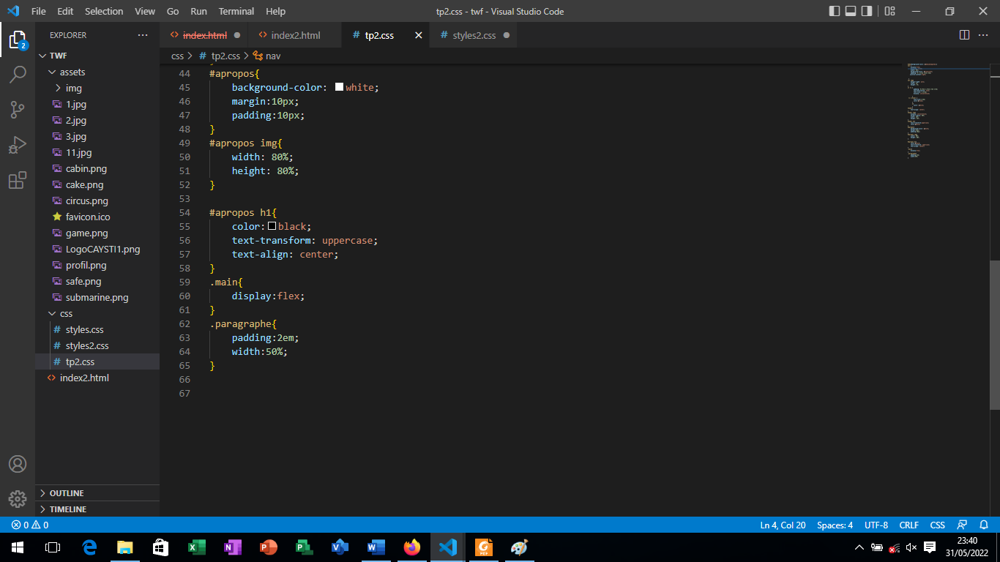 File Edit Selection View Go Run Terminal Help tp2.css - twf - Visual Studio Code
EXPLORER
TWF
assets
img
1.jpg
2.jpg
3.jpg
11.jpg
cabin.png
cake.png
circus.png
favicon.ico
game.png
LogoCAYSTI1.png
profil.png
safe.png
submarine.png
css
styles.css
styles2.css
tp2.css
index2.html
OUTLINE
TIMELINE
2
index.html index2.html tp2.css styles2.css
css > tp2.css > nav
44 #apropos{
45 background-color: white;
46 margin:10px;
47 padding:10px;
48 }
49 #apropos img{
50 width: 80%;
51 height: 80%;
52 }
53
54 #apropos h1{
55 color: black;
56 text-transform: uppercase;
57 text-align: center;
58 }
59 .main{
60 display:flex;
61 }
62 .paragraphe{
63 padding:2em;
64 width:50%;
65 }
66
67
0 0 Ln 4, Col 20 Spaces: 4 UTF-8 CRLF CSS
23:40
31/05/2022